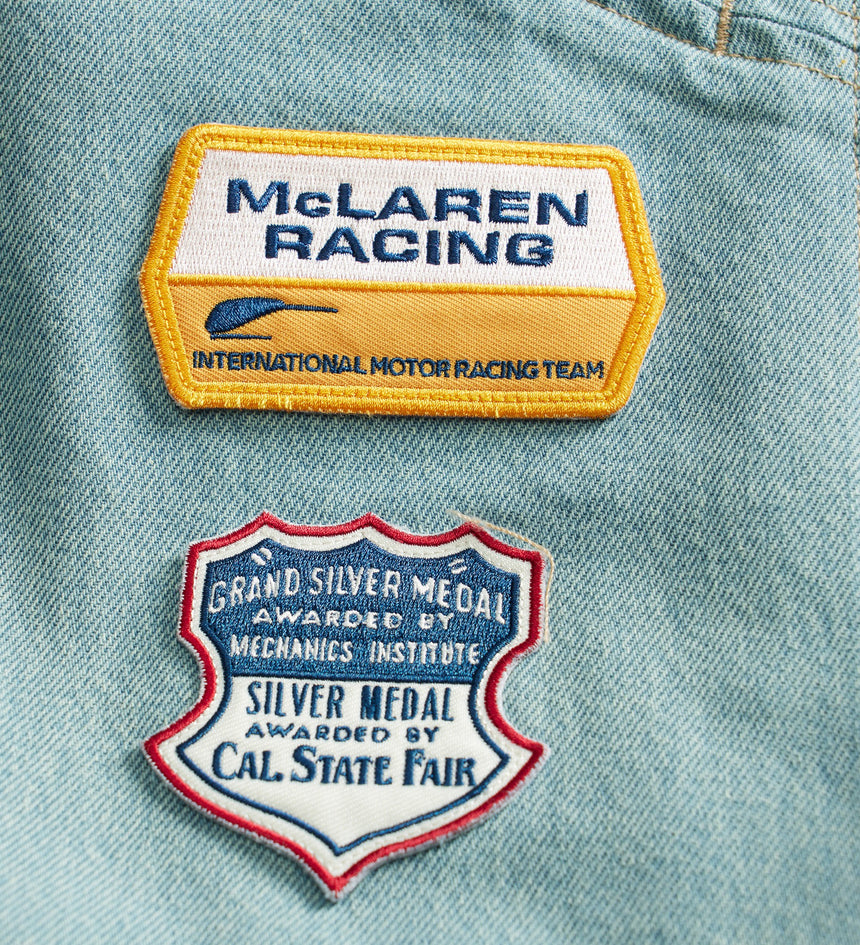 McLAREN
RACING
INTERNATIONAL MOTOR RACING TEAM
"GRAND SILVER MEDAL"
AWARDED BY
MECHANICS INSTITUTE
SILVER MEDAL
AWARDED BY
CAL. STATE FAIR